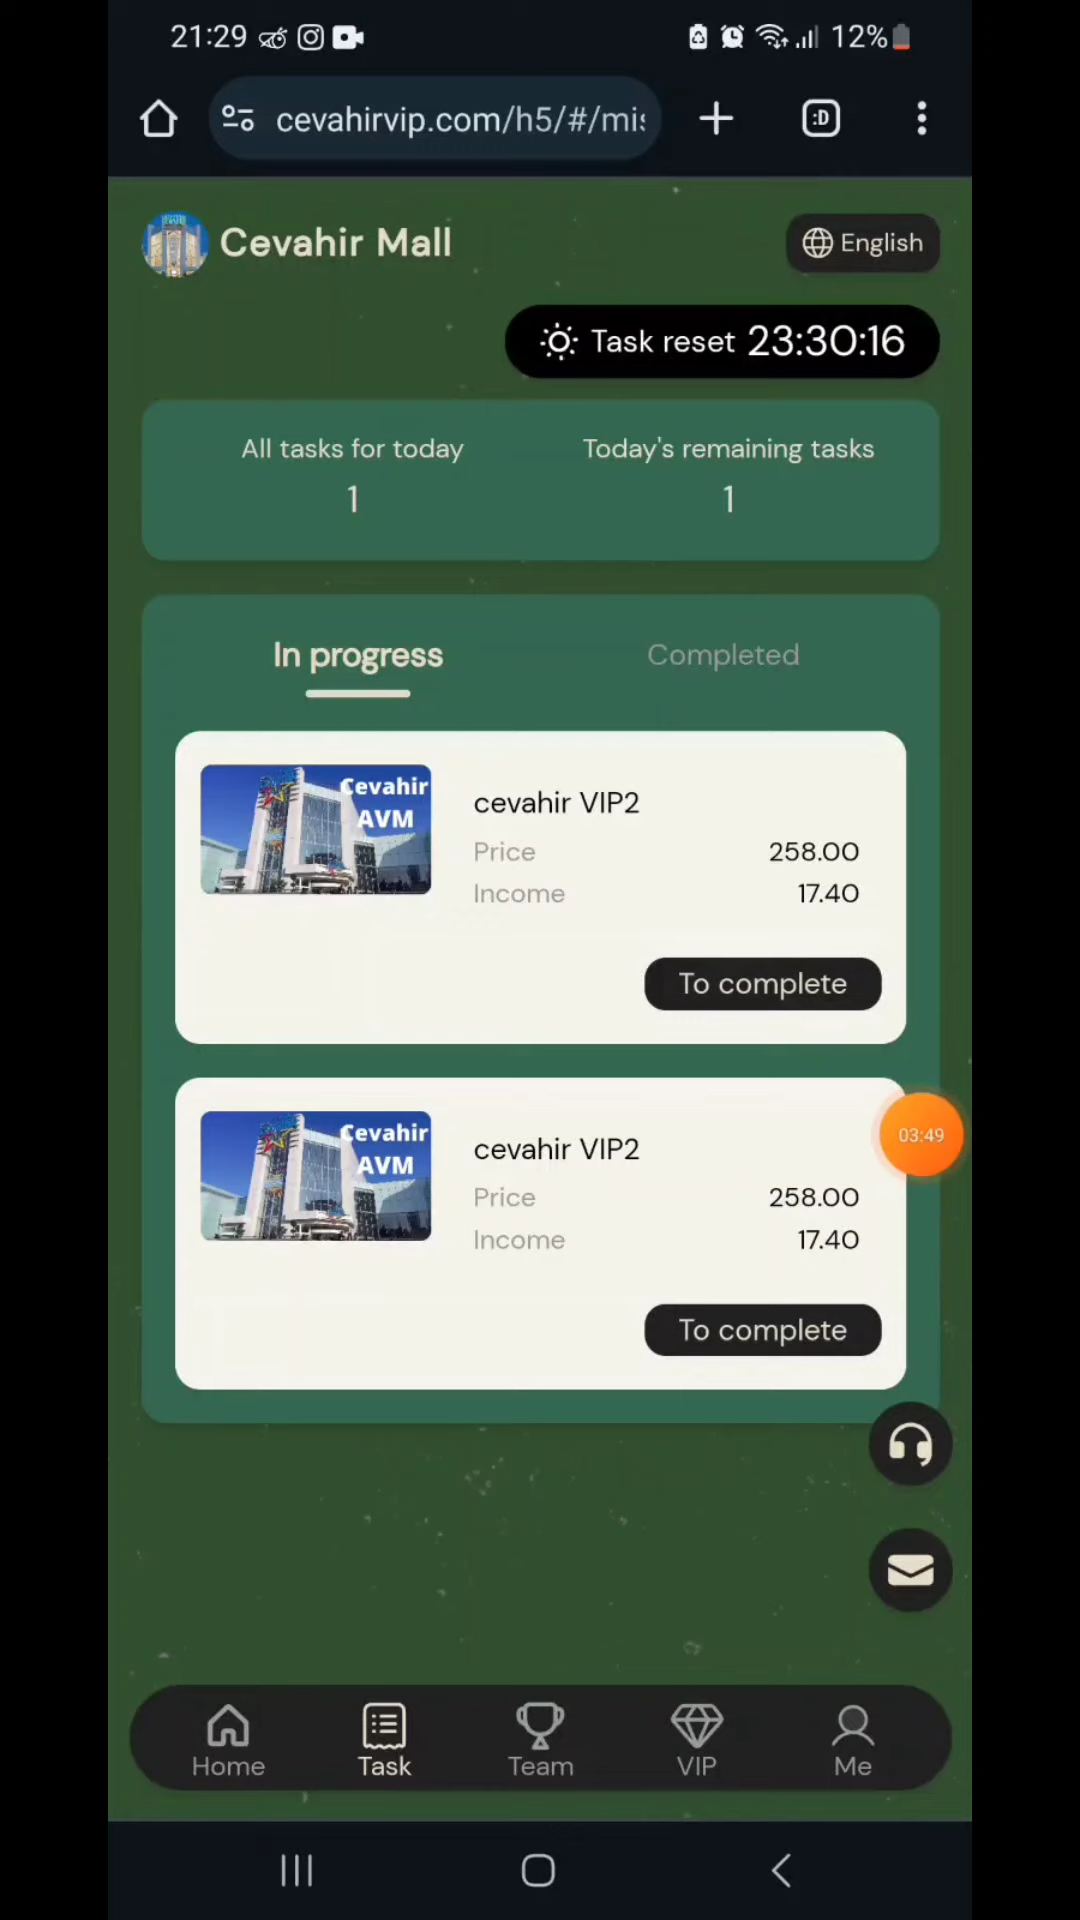 21:29
12%
cevahirvip.com/h5/#/mis
:D
Cevahir Mall
English
Task reset 23:30:16
All tasks for today
Today's remaining tasks
1
1
In progress
Completed
Cevahir
AVM
cevahir VIP2
Price 258.00
Income 17.40
To complete
Cevahir
AVM
cevahir VIP2
Price 258.00
Income 17.40
03:49
To complete
Home
Task
Team
VIP
Me